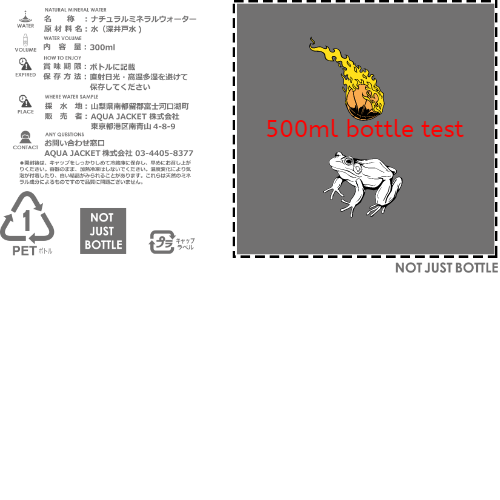 NATURAL MINERAL WATER
名 称 ：ナチュラルミネラルウォーター
原 材 料 名：水（深井戸水）
WATER
WATER VOLUME
内 容 量：300ml
VOLUME
HOW TO ENJOY
賞 味 期 限：ボトルに記載
保 存 方 法：直射日光・高温多湿を避けて
保存してください
EXPIRED
WHERE WATER SAMPLE
採 水 地：山梨県南都留郡富士河口湖町
販 売 者：AQUA JACKET 株式会社
東京都港区南青山 4-8-9
PLACE
ANY QUESTIONS
お問い合わせ窓口
AQUA JACKET 株式会社 03-4405-8377
CONTACT
1
PET ボトル
NOT
JUST
BOTTLE
プラ
キャップ
ラベル
500ml bottle test
NOT JUST BOTTLE